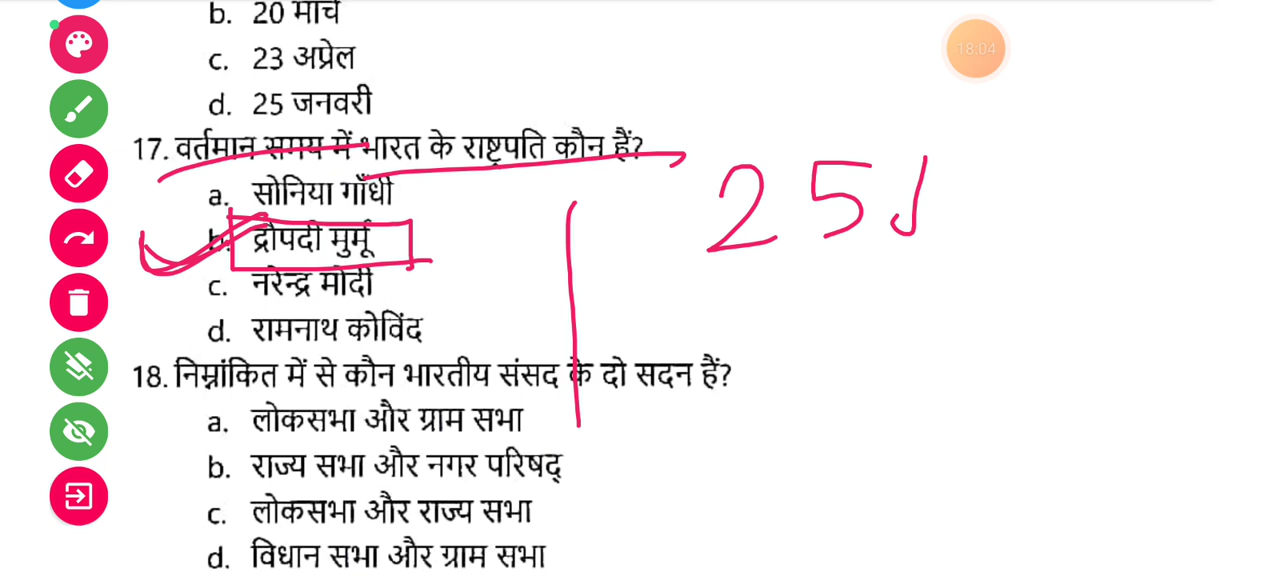 b. 20 मार्च
c. 23 अप्रेल
d. 25 जनवरी
18:04
17. वर्तमान समय में भारत के राष्ट्रपति कौन हैं?
a. सोनिया गाँधी
b. द्रौपदी मुर्मू
c. नरेन्द्र मोदी
d. रामनाथ कोविंद
25J
18. निम्नांकित में से कौन भारतीय संसद के दो सदन हैं?
a. लोकसभा और ग्राम सभा
b. राज्य सभा और नगर परिषद्
c. लोकसभा और राज्य सभा
d. विधान सभा और ग्राम सभा